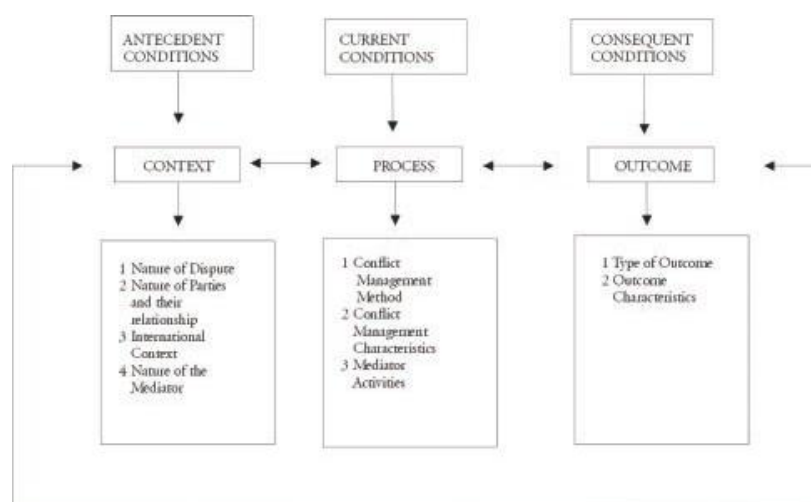 ANTECEDENT
CONDITIONS
CURRENT
CONDITIONS
CONSEQUENT
CONDITIONS
CONTEXT
PROCESS
OUTCOME
1 Nature of Dispute
2 Nature of Parties
and their
relationship
3 International
Context
4 Nature of the
Mediator
1 Conflict
Management
Method
2 Conflict
Management
Characteristics
3 Mediator
Activities
1 Type of Outcome
2 Outcome
Characteristics